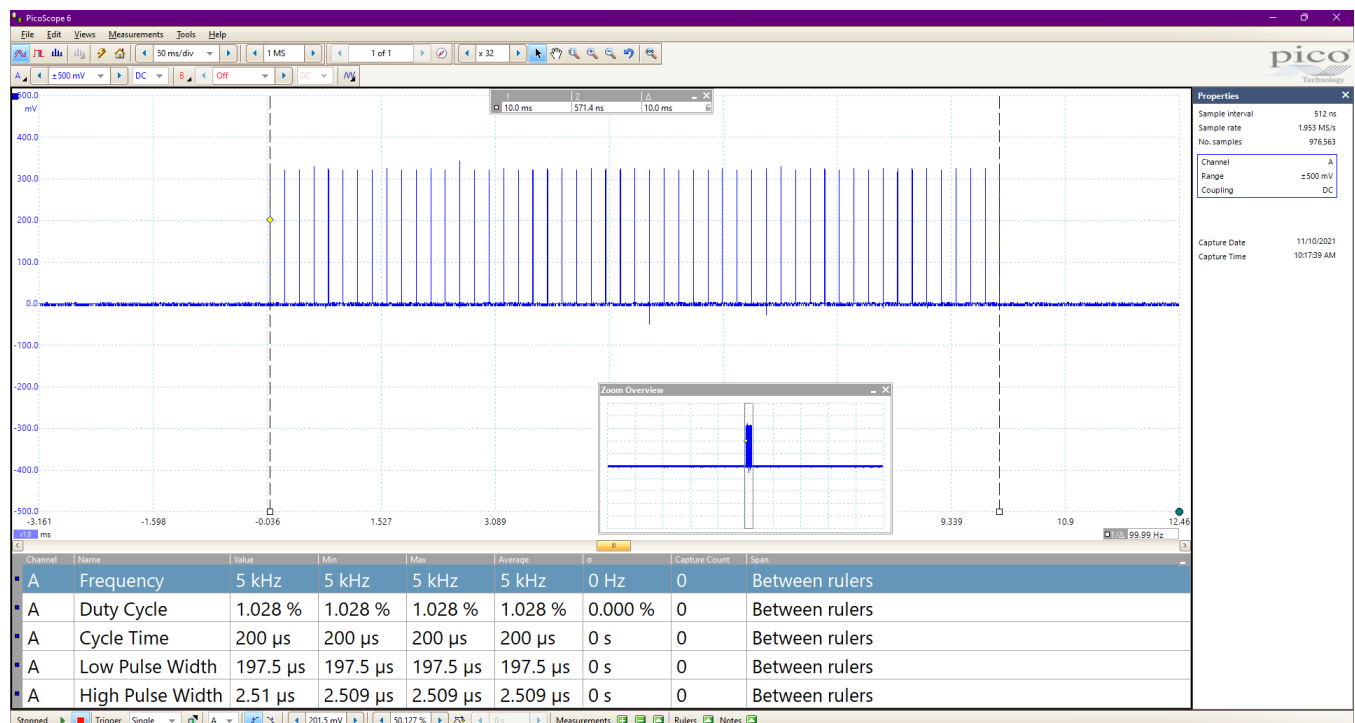 PicoScope 6
File Edit Views Measurements Tools Help
50 ms/div 1 MS 1 of 1 x 32
A ±500 mV DC B Off DC
pico
Technology
500.0
mV
400.0
300.0
200.0
100.0
0.0
-100.0
-200.0
-300.0
-400.0
-500.0
1 2 Δ
10.0 ms 571.4 ns 10.0 ms
Zoom Overview
-3.161 -1.598 -0.036 1.527 3.089 9.339 10.9 12.46
x1.0 ms
1/Δ 99.99 Hz
Properties
Sample interval 512 ns
Sample rate 1.953 MS/s
No. samples 976,563
Channel A
Range ±500 mV
Coupling DC
Capture Date 11/10/2021
Capture Time 10:17:39 AM
Channel Name Value Min Max Average σ Capture Count Span
A Frequency 5 kHz 5 kHz 5 kHz 5 kHz 0 Hz 0 Between rulers
A Duty Cycle 1.028 % 1.028 % 1.028 % 1.028 % 0.000 % 0 Between rulers
A Cycle Time 200 µs 200 µs 200 µs 200 µs 0 s 0 Between rulers
A Low Pulse Width 197.5 µs 197.5 µs 197.5 µs 197.5 µs 0 s 0 Between rulers
A High Pulse Width 2.51 µs 2.509 µs 2.509 µs 2.509 µs 0 s 0 Between rulers
Stopped Trigger Single A 201.5 mV 50.127 % 0 s Measurements Rulers Notes